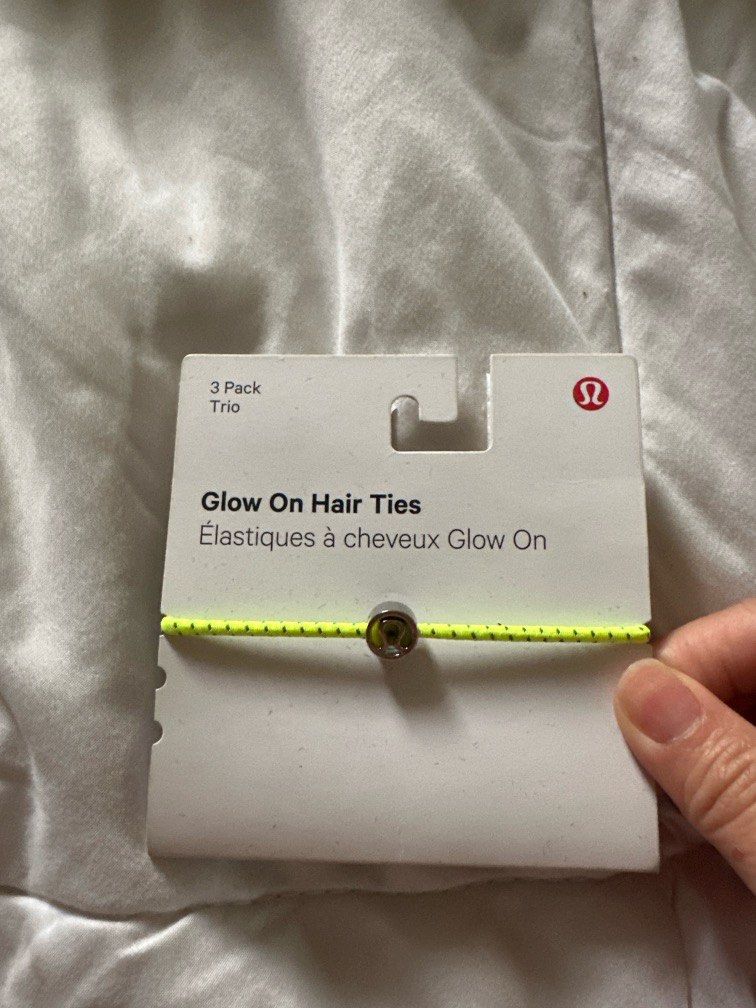 3 Pack
Trio
Glow On Hair Ties
Élastiques à cheveux Glow On